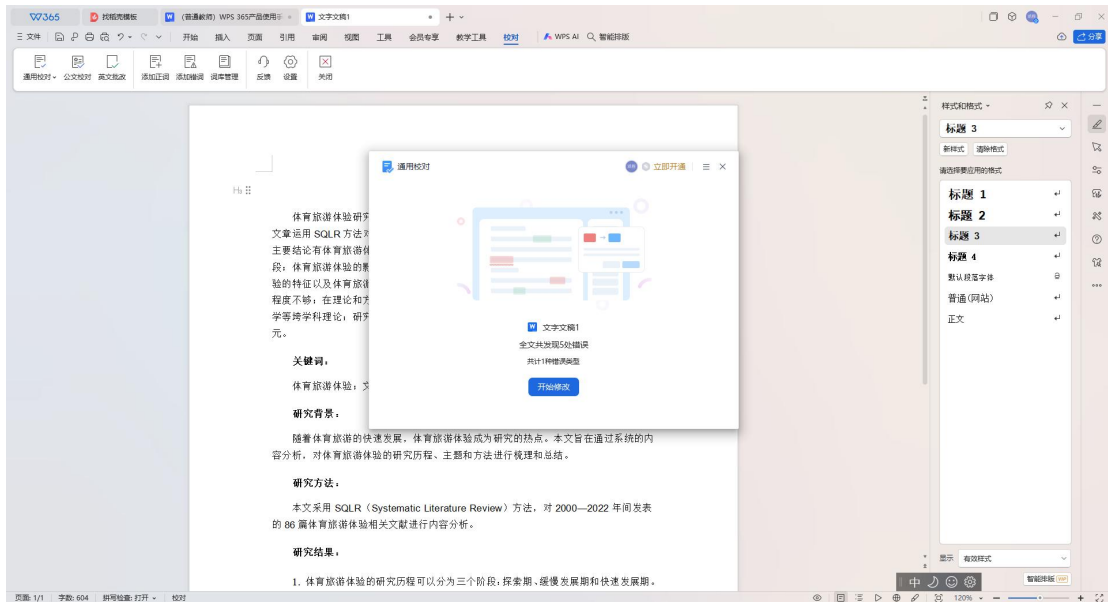 W365 找稻壳模板 (普通教师) WPS 365产品使用手 文字文稿1
文件 开始 插入 页面 引用 审阅 视图 工具 会员专享 教学工具 校对 WPS AI 智能排版 分享
通用校对 公文校对 英文批改 添加正词 添加错词 词库管理 反馈 设置 关闭
体育旅游体验研究
文章运用 SQLR 方法对
主要结论有体育旅游体
段；体育旅游体验的影
验的特征以及体育旅游
程度不够；在理论和方
学等跨学科理论；研究
元。
关键词：
体育旅游体验；文
研究背景：
随着体育旅游的快速发展，体育旅游体验成为研究的热点。本文旨在通过系统的内
容分析，对体育旅游体验的研究历程、主题和方法进行梳理和总结。
研究方法：
本文采用 SQLR（Systematic Literature Review）方法，对 2000—2022 年间发表
的 86 篇体育旅游体验相关文献进行内容分析。
研究结果：
1. 体育旅游体验的研究历程可以分为三个阶段：探索期、缓慢发展期和快速发展期。
通用校对 立即开通
文字文稿1
全文共发现5处错误
共计1种错误类型
开始修改
样式和格式
标题 3
新样式 清除格式
请选择要应用的格式
标题 1
标题 2
标题 3
标题 4
默认段落字体 a
普通(网站)
正文
显示 有效样式
中
智能排版 VIP
页面: 1/1 字数: 604 拼写检查: 打开 校对 120%